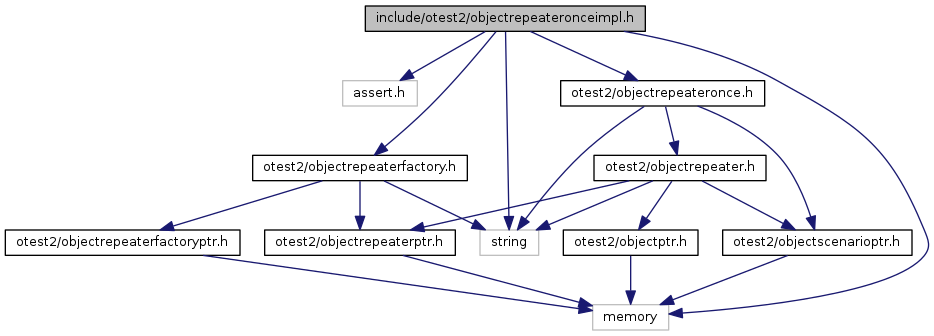 include/otest2/objectrepeateronceimpl.h
assert.h
otest2/objectrepeateronce.h
otest2/objectrepeaterfactory.h
otest2/objectrepeater.h
otest2/objectrepeaterfactoryptr.h
otest2/objectrepeaterptr.h
string
otest2/objectptr.h
otest2/objectscenarioptr.h
memory